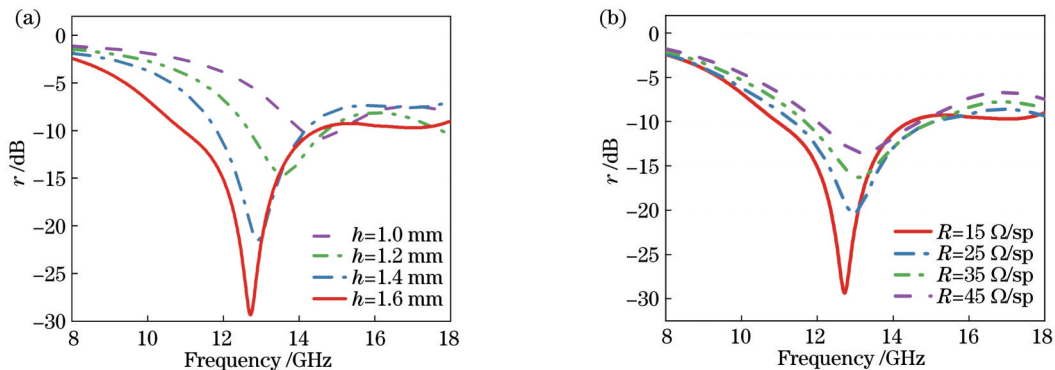 (a)
r /dB
0
−5
−10
−15
−20
−25
−30
h=1.0 mm
h=1.2 mm
h=1.4 mm
h=1.6 mm
8 10 12 14 16 18
Frequency /GHz
(b)
r /dB
0
−5
−10
−15
−20
−25
−30
R=15 Ω/sp
R=25 Ω/sp
R=35 Ω/sp
R=45 Ω/sp
8 10 12 14 16 18
Frequency /GHz